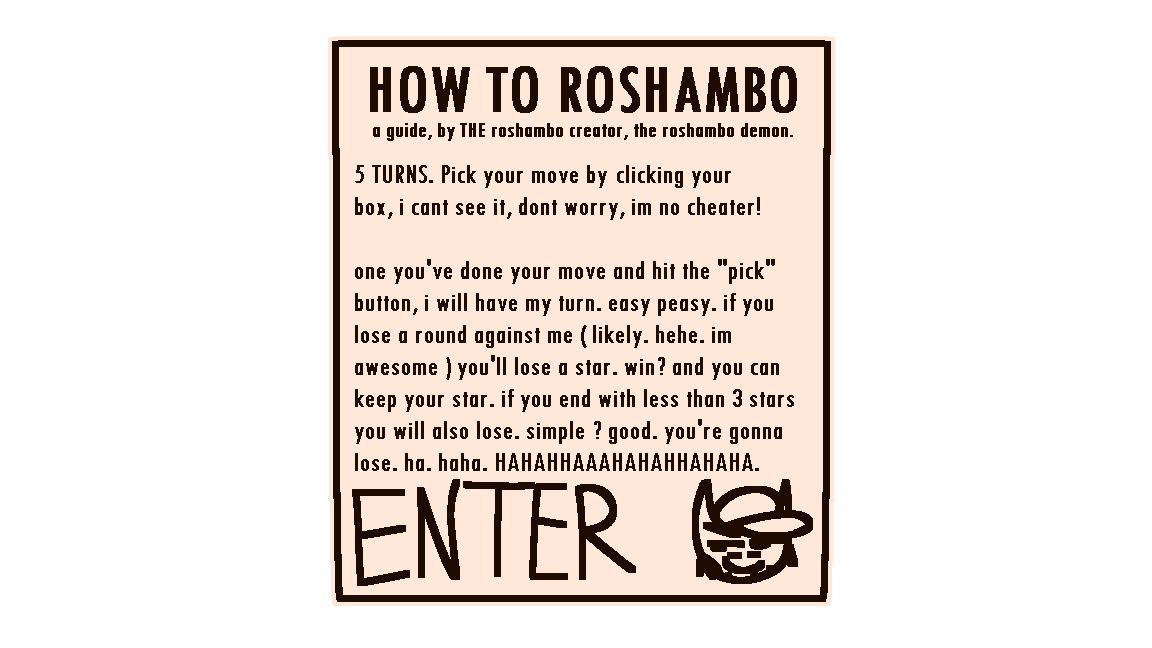 HOW TO ROSHAMBO
a guide, by THE roshambo creator, the roshambo demon.
5 TURNS. Pick your move by clicking your
box, i cant see it, dont worry, im no cheater!
one you've done your move and hit the "pick"
button, i will have my turn. easy peasy. if you
lose a round against me ( likely. hehe. im
awesome ) you'll lose a star. win? and you can
keep your star. if you end with less than 3 stars
you will also lose. simple ? good. you're gonna
lose. ha. haha. HAHAHHAAAHAHAHHAHAHA.
ENTER